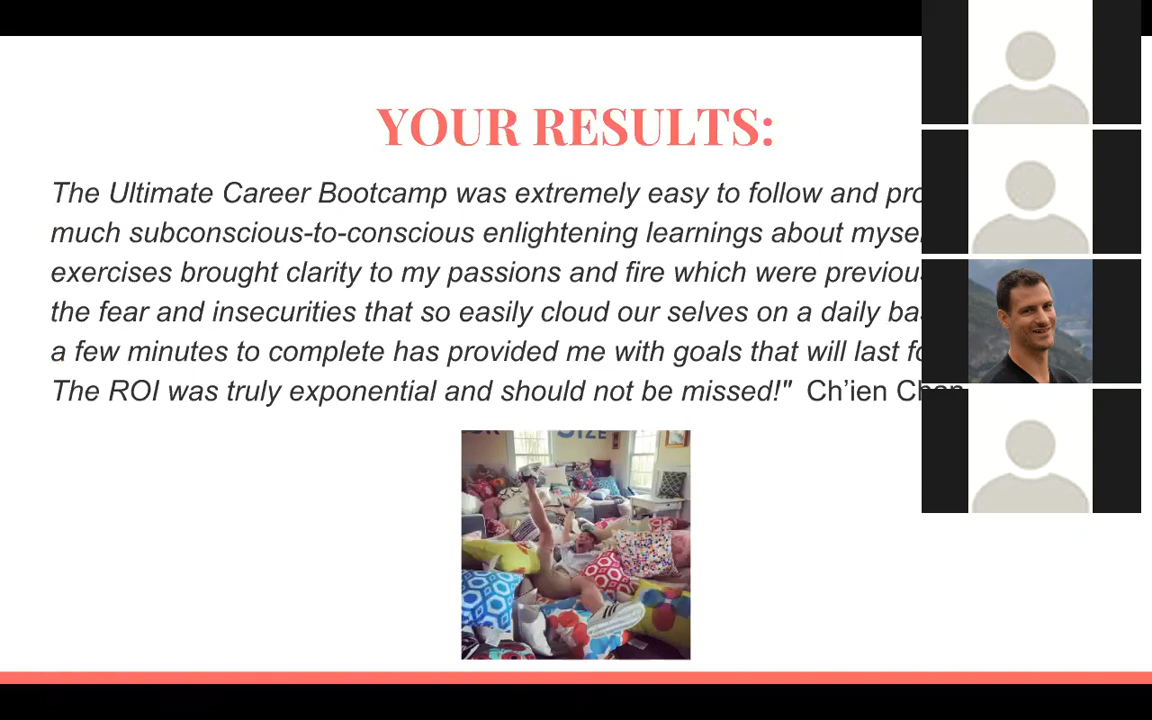 YOUR RESULTS:
The Ultimate Career Bootcamp was extremely easy to follow and
much subconscious-to-conscious enlightening learnings about
exercises brought clarity to my passions and fire which were
the fear and insecurities that so easily cloud our selves on a daily
a few minutes to complete has provided me with goals that will last
The ROI was truly exponential and should not be missed!" Ch’ien
SIZE